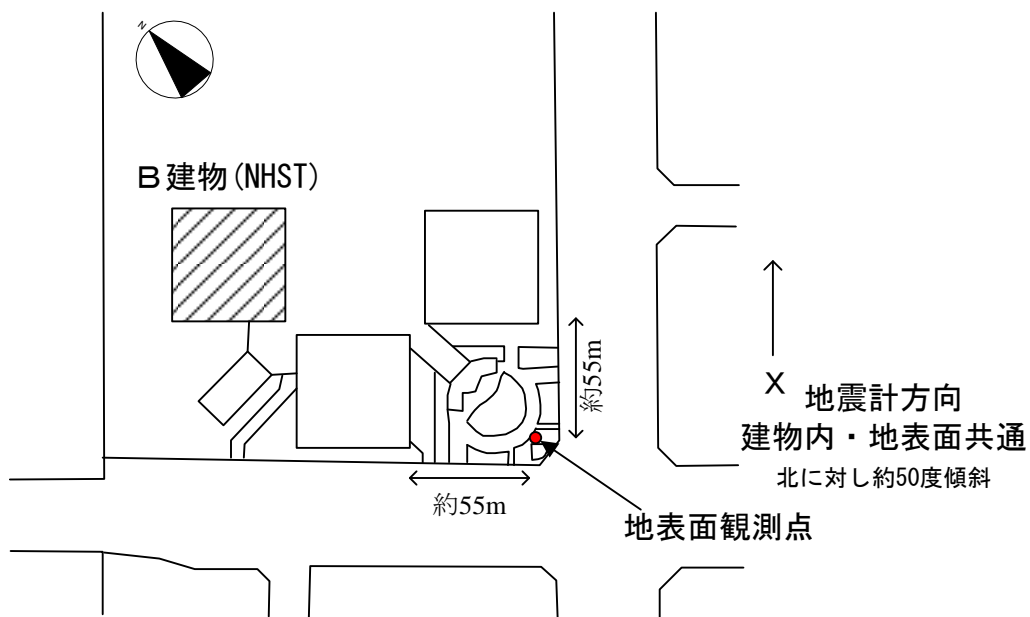 N
B建物(NHST)
約55m
約55m
X
地震計方向
建物内・地表面共通
北に対し約50度傾斜
地表面観測点